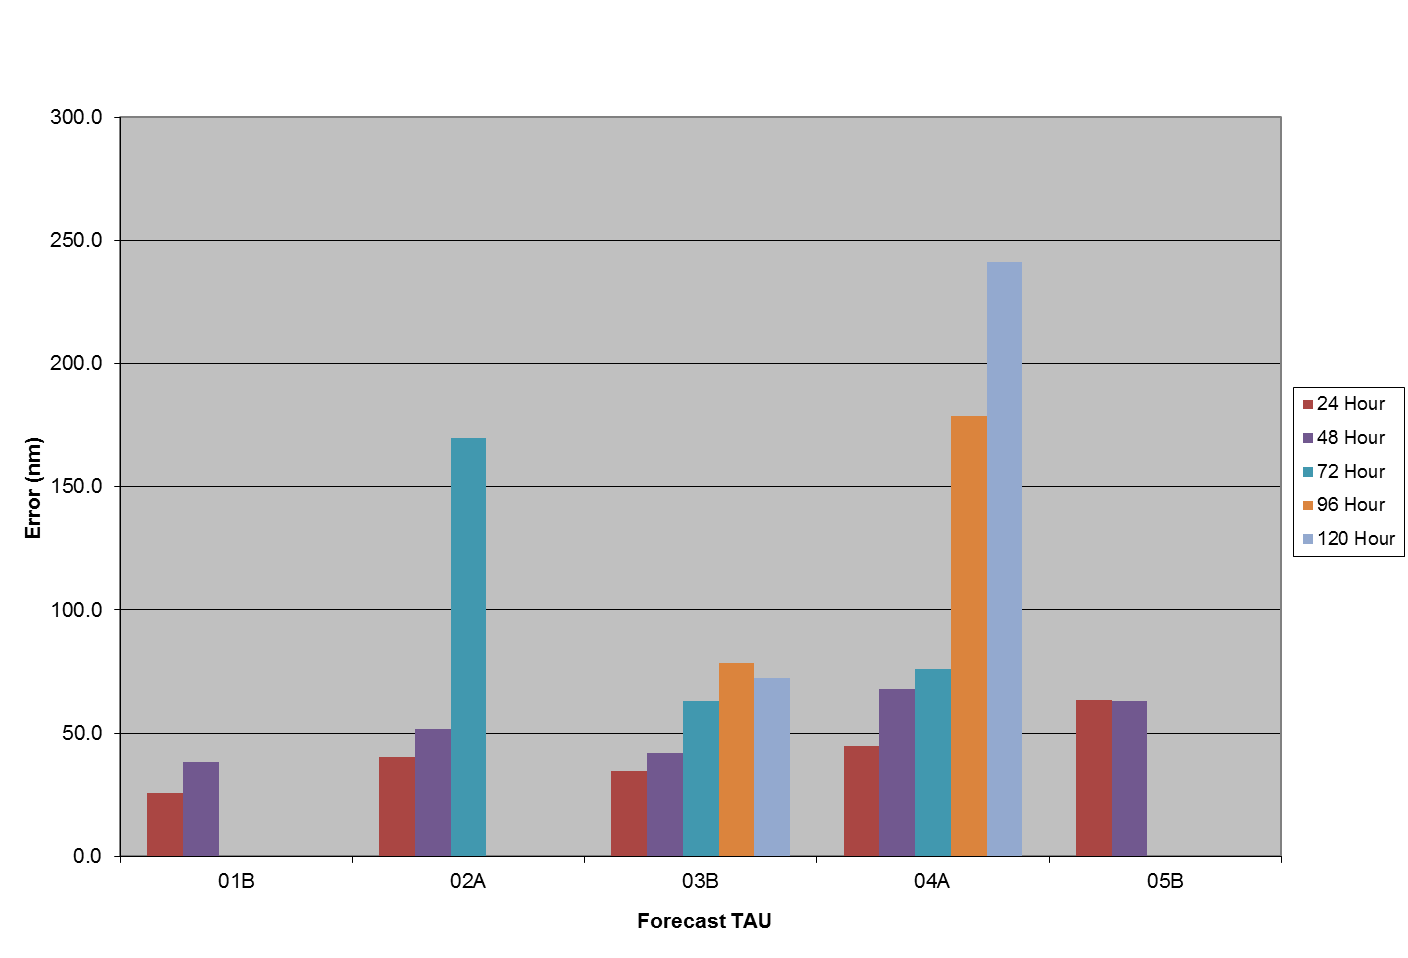 300.0
250.0
200.0
150.0
100.0
50.0
0.0
Error (nm)
01B
02A
03B
04A
05B
Forecast TAU
24 Hour
48 Hour
72 Hour
96 Hour
120 Hour